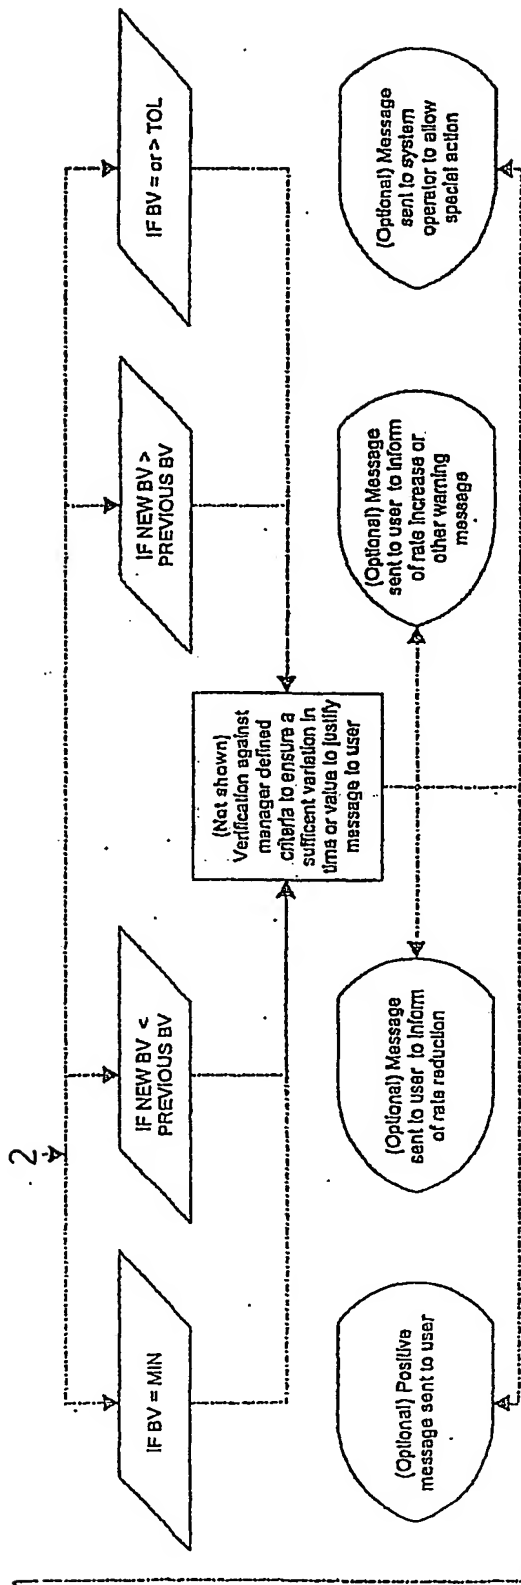 2
IF BV = MIN
IF NEW BV <
PREVIOUS BV
IF NEW BV >
PREVIOUS BV
IF BV = or > TOL
(Not shown)
Verification against
manager defined
criteria to ensure a
sufficent variation in
time or value to justify
message to user
(Optional) Positive
message sent to user
(Optional) Message
sent to user to inform
of rate reduction
(Optional) Message
sent to user to inform
of rate increase or
other warning
message
(Optional) Message
sent to system
operator to allow
special action